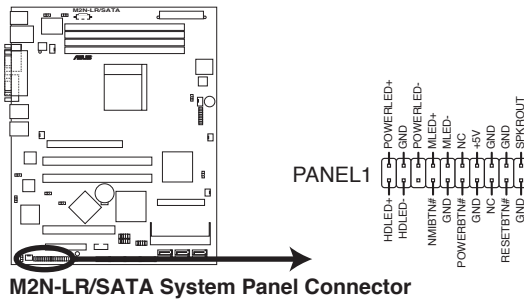 M2N-LR/SATA
ASUS
PANEL1
POWERLED+
GND
POWERLED-
MLED+
MLED-
NC
+5V
GND
GND
SPKROUT
HDLED+
HDLED-
NMIBTN#
GND
POWERBTN#
GND
NC
RESETBTN#
GND
M2N-LR/SATA System Panel Connector